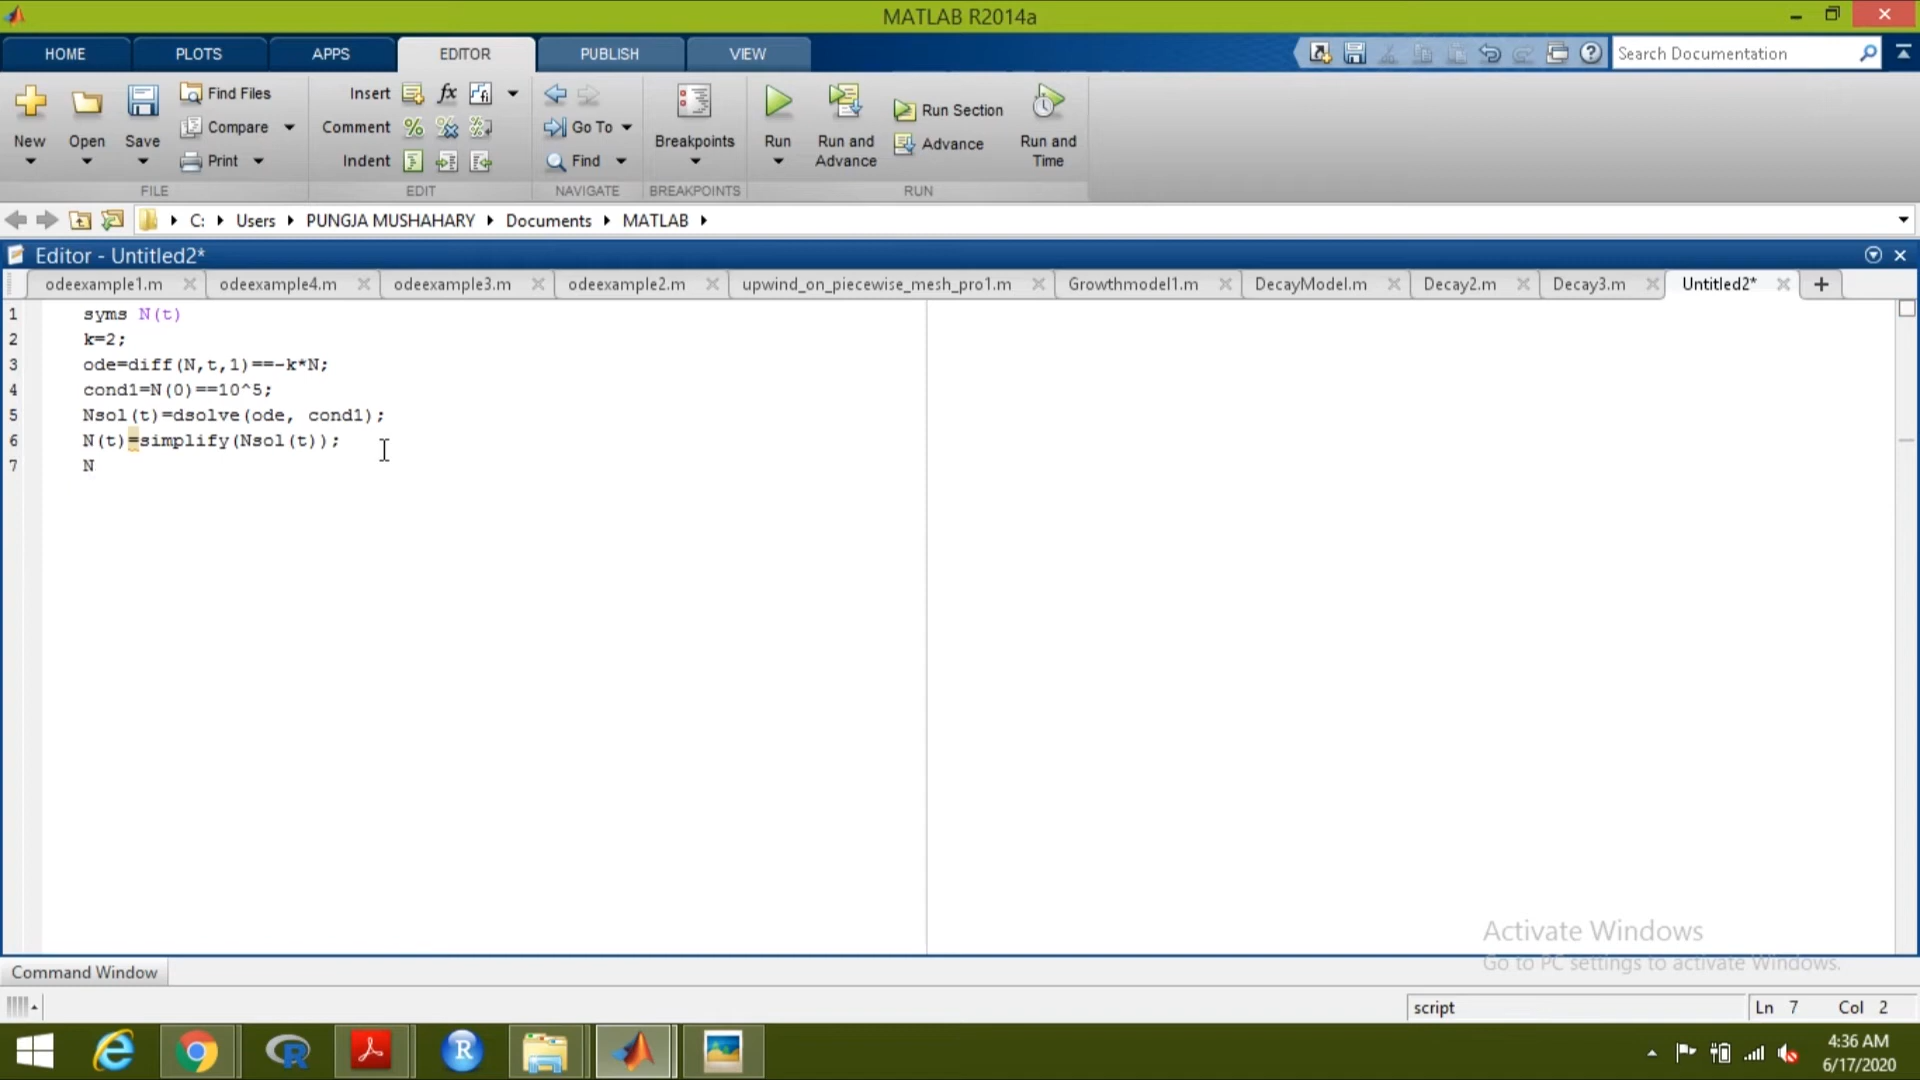 MATLAB R2014a
HOME PLOTS APPS EDITOR PUBLISH VIEW Search Documentation
New Open Save Find Files Compare Print
Insert fx
Comment
Indent
Go To Find
Breakpoints
Run Run and Advance Run Section Advance Run and Time
FILE EDIT NAVIGATE BREAKPOINTS RUN
C: Users PUNGJA MUSHAHARY Documents MATLAB
Editor - Untitled2*
odeexample1.m odeexample4.m odeexample3.m odeexample2.m upwind_on_piecewise_mesh_pro1.m Growthmodel1.m DecayModel.m Decay2.m Decay3.m Untitled2*
1 syms N(t)
2 k=2;
3 ode=diff(N,t,1)==-k*N;
4 cond1=N(0)==10^5;
5 Nsol(t)=dsolve(ode, cond1);
6 N(t)=simplify(Nsol(t));
7 N
Activate Windows
Go to PC settings to activate Windows.
Command Window
script Ln 7 Col 2
4:36 AM
6/17/2020